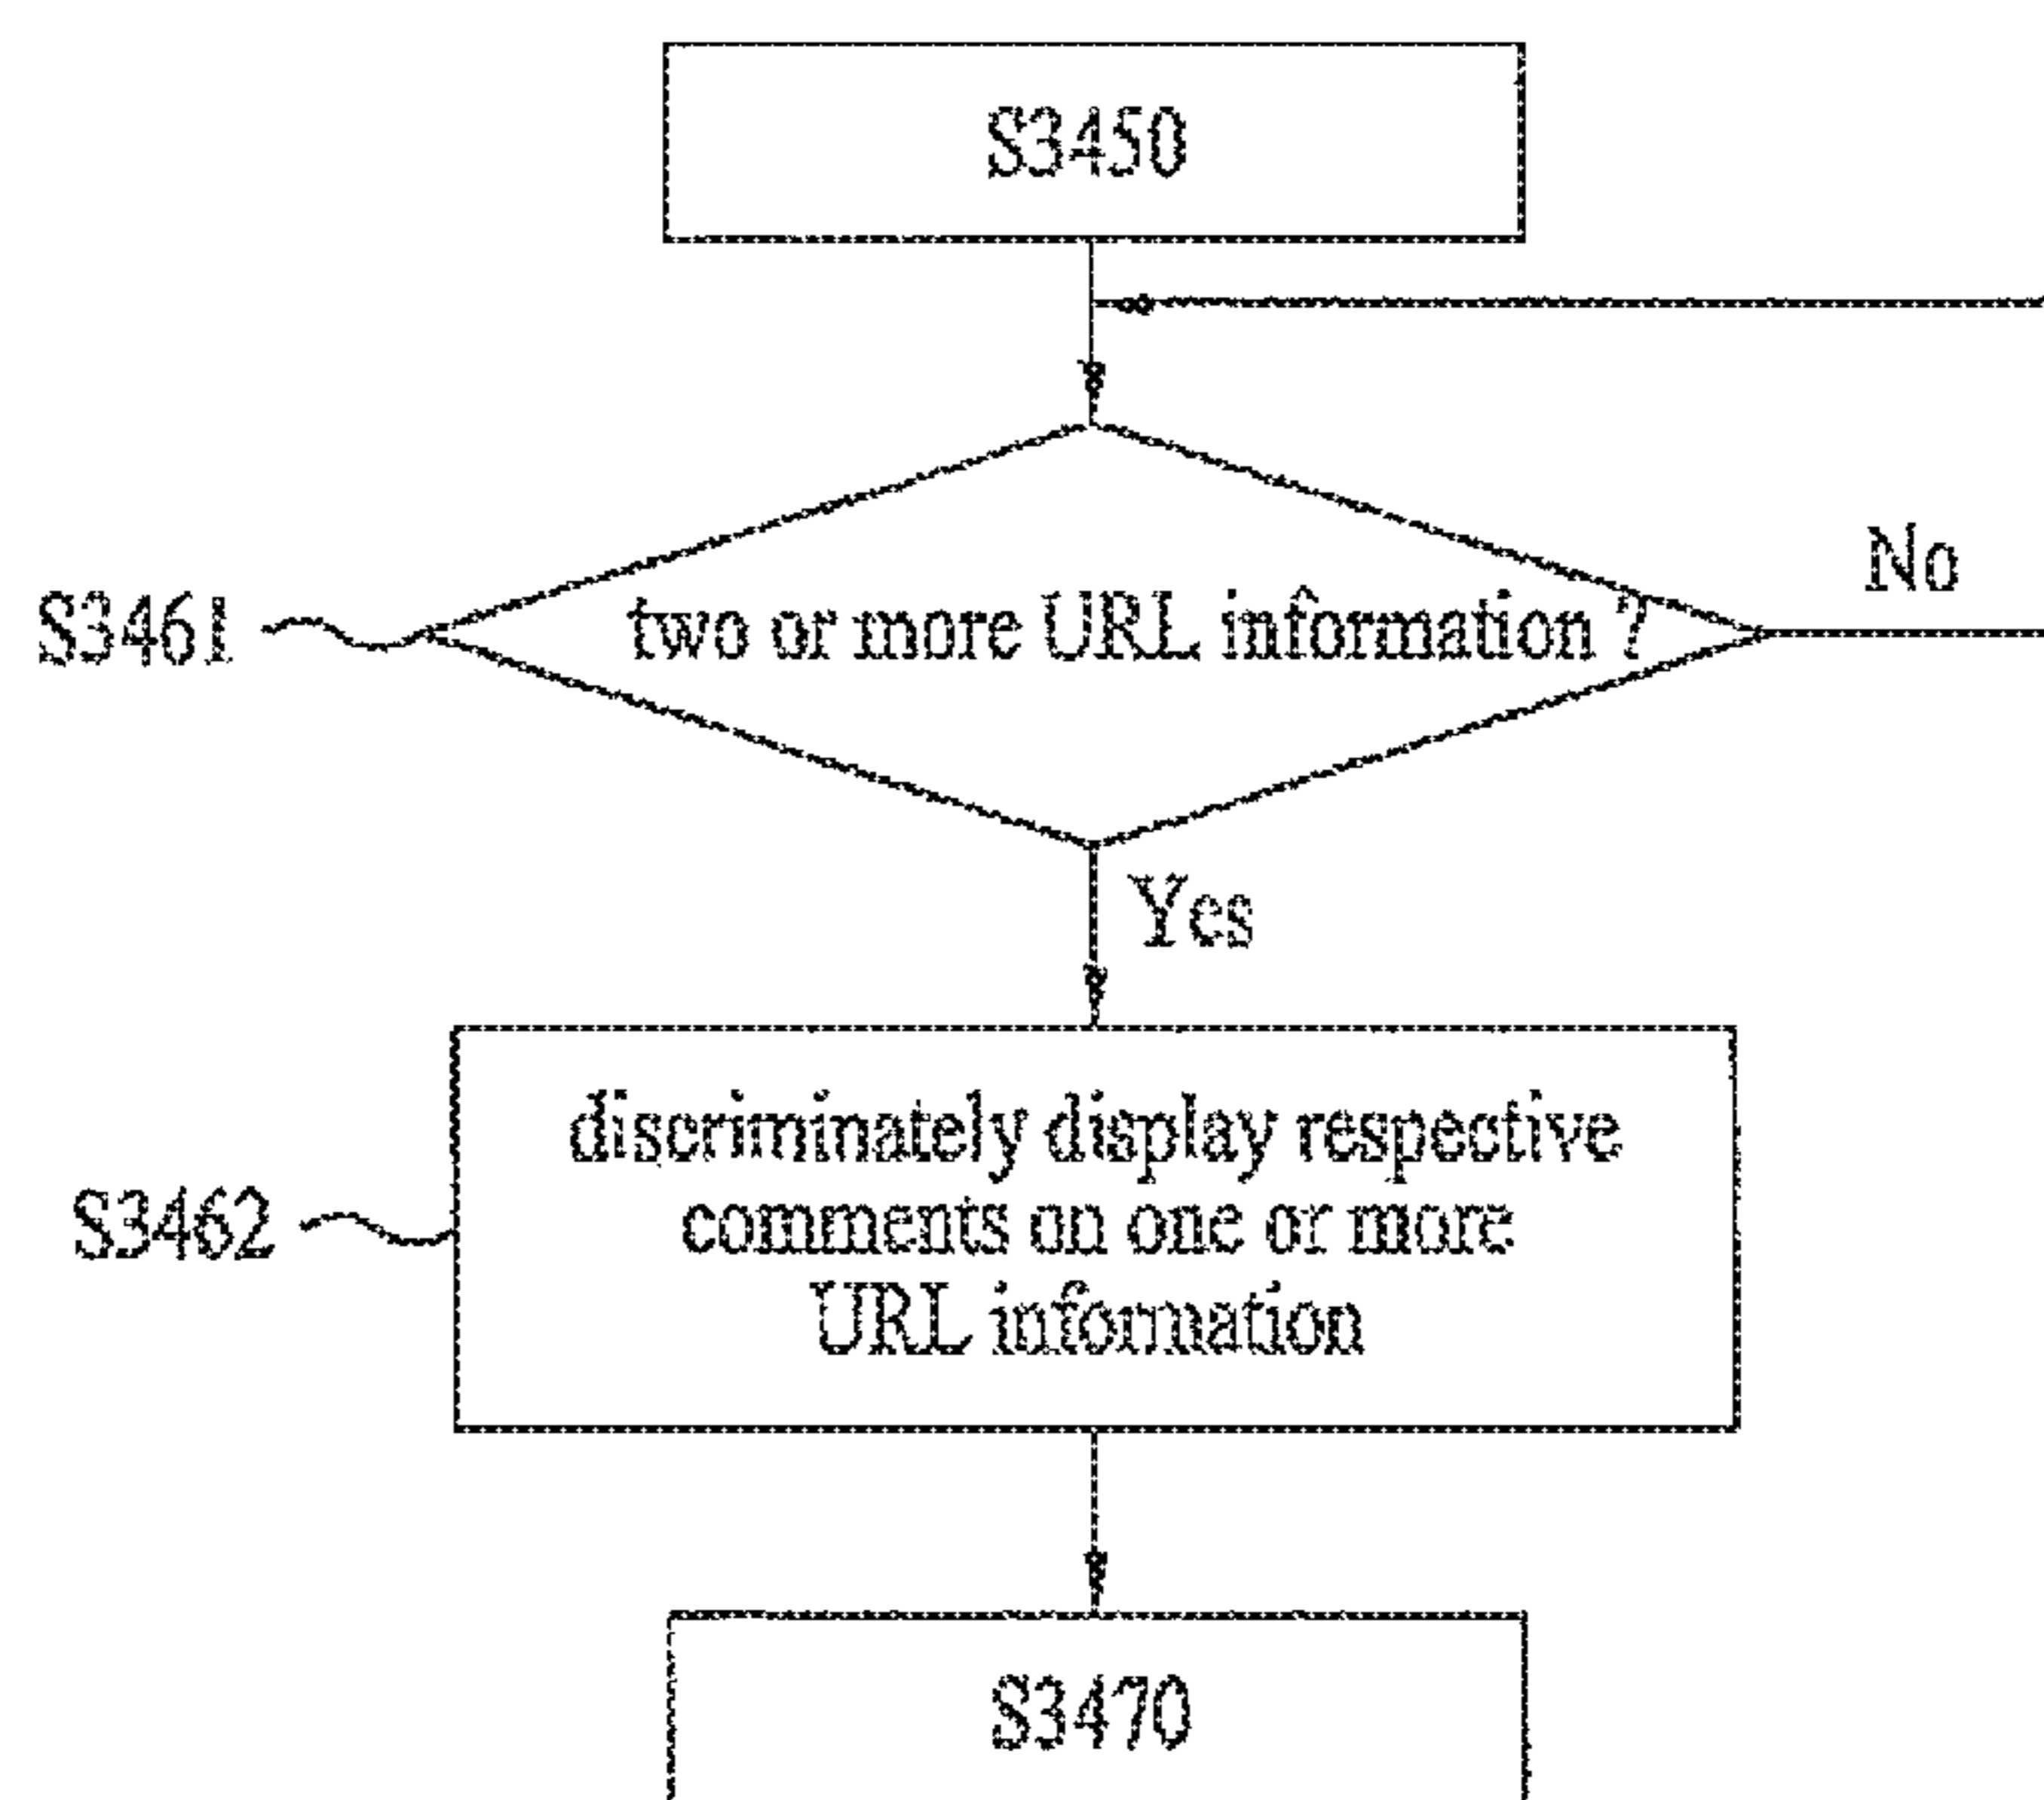 S3450
No
S3461
two or more URL information ?
Yes
discriminately display respective
comments on one or more
URL information
S3462
S3470